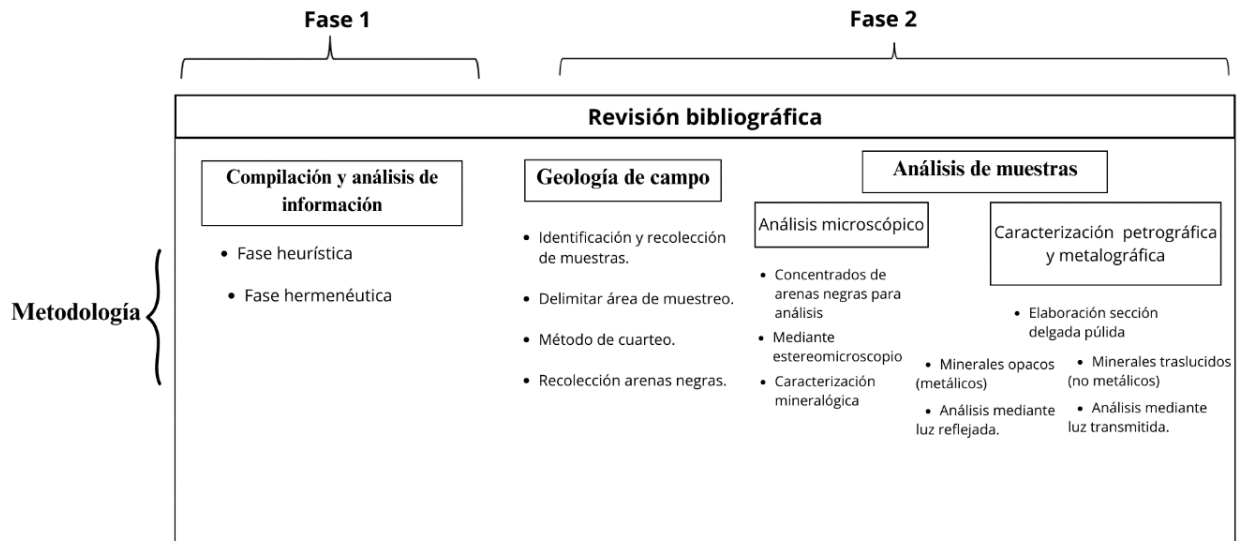 Fase 1
Fase 2
Revisión bibliográfica
Metodología
Compilación y análisis de
información
• Fase heurística
• Fase hermenéutica
Geología de campo
• Identificación y recolección
de muestras.
• Delimitar área de muestreo.
• Método de cuarteo.
• Recolección arenas negras.
Análisis de muestras
Análisis microscópico
• Concentrados de
arenas negras para
análisis
• Mediante
estereomicroscopio
• Caracterización
mineralógica
Caracterización petrográfica
y metalográfica
• Elaboración sección
delgada púlida
• Minerales opacos
(metálicos)
• Análisis mediante
luz reflejada.
• Minerales traslucidos
(no metálicos)
• Análisis mediante
luz transmitida.